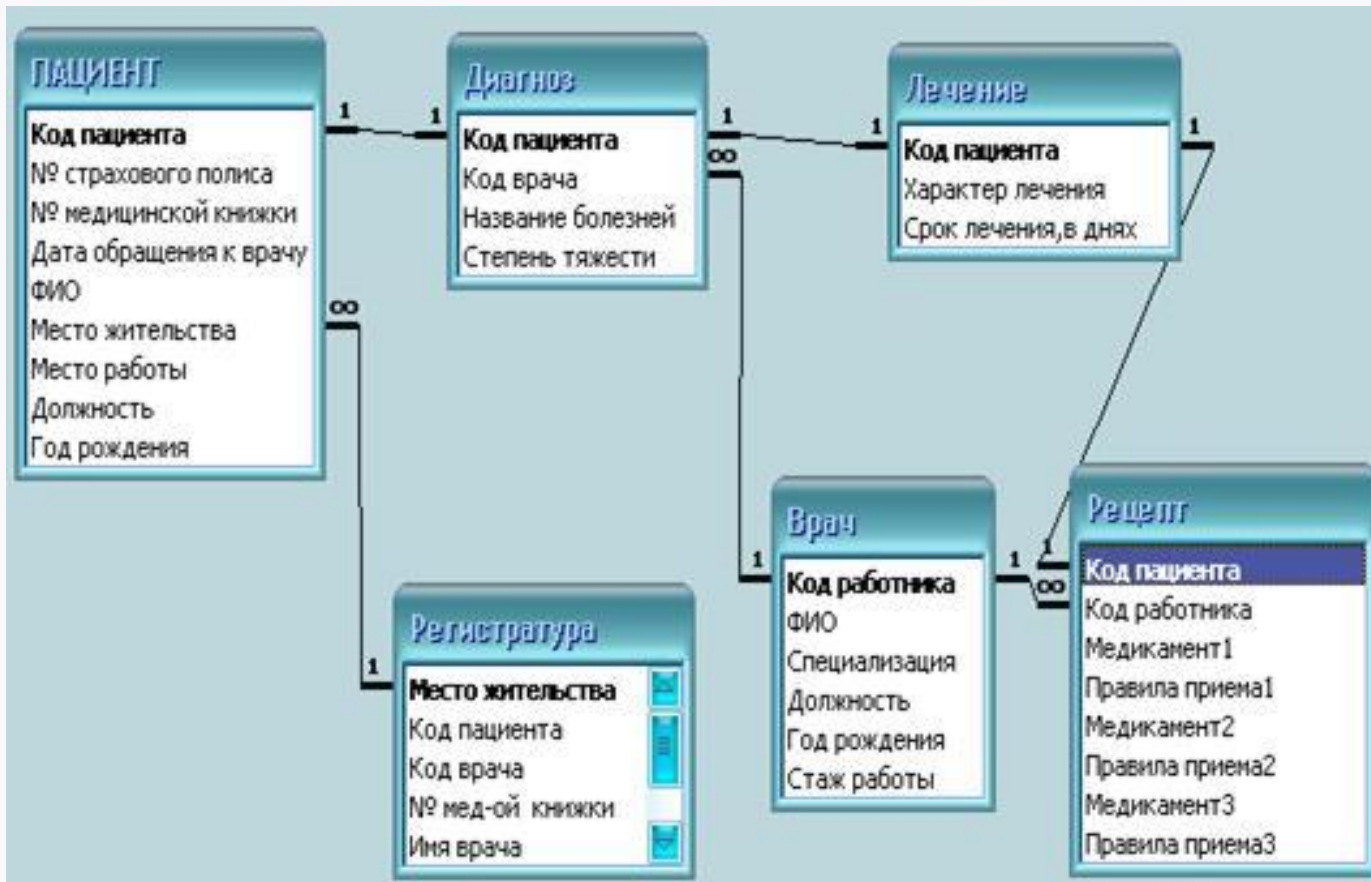 ПАЦИЕНТ
Код пациента
№ страхового полиса
№ медицинской книжки
Дата обращения к врачу
ФИО
Место жительства
Место работы
Должность
Год рождения
1
1
∞
Диагноз
Код пациента
Код врача
Название болезней
Степень тяжести
1
∞
1
Лечение
Код пациента
Характер лечения
Срок лечения,в днях
1
1
Регистратура
Место жительства
Код пациента
Код врача
№ мед-ой книжки
Имя врача
1
Врач
Код работника
ФИО
Специализация
Должность
Год рождения
Стаж работы
1
1
∞
Рецепт
Код пациента
Код работника
Медикамент1
Правила приема1
Медикамент2
Правила приема2
Медикамент3
Правила приема3